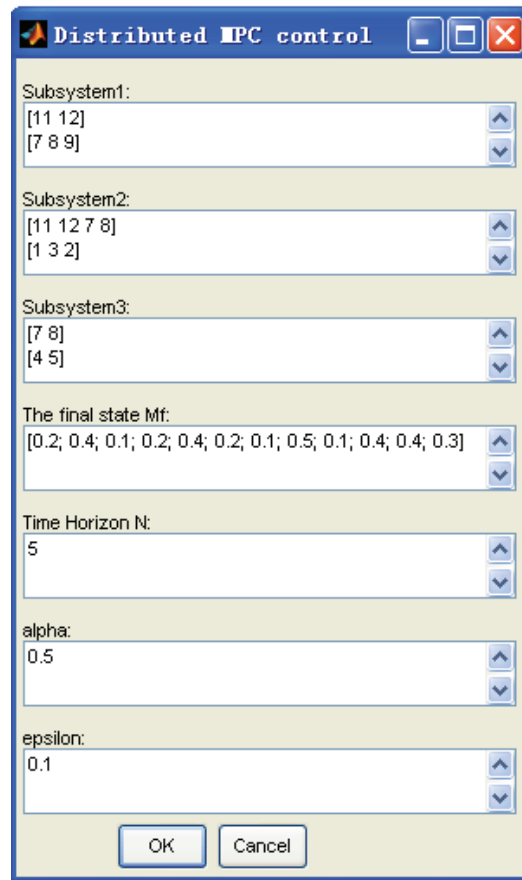 Distributed MPC control
Subsystem1:
[11 12]
[7 8 9]
Subsystem2:
[11 12 7 8]
[1 3 2]
Subsystem3:
[7 8]
[4 5]
The final state Mf:
[0.2; 0.4; 0.1; 0.2; 0.4; 0.2; 0.1; 0.5; 0.1; 0.4; 0.4; 0.3]
Time Horizon N:
5
alpha:
0.5
epsilon:
0.1
OK Cancel